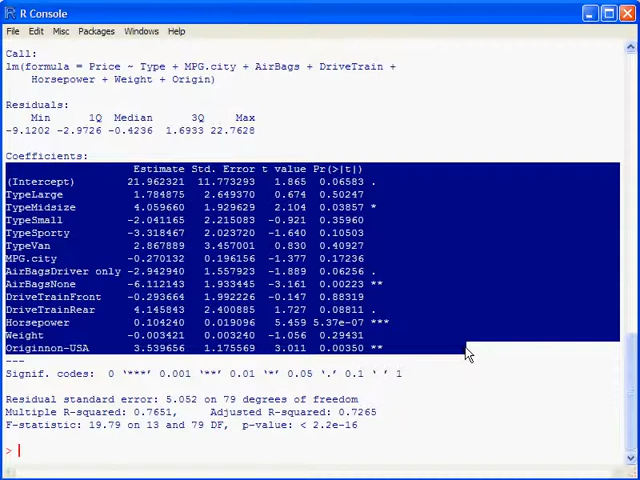 R Console
File Edit Misc Packages Windows Help
Call:
lm(formula = Price ~ Type + MPG.city + AirBags + DriveTrain +
Horsepower + Weight + Origin)
Residuals:
Min 1Q Median 3Q Max
-9.1202 -2.9726 -0.4236 1.6933 22.7628
Coefficients:
Estimate Std. Error t value Pr(>|t|)
(Intercept) 21.962321 11.773293 1.865 0.06583 .
TypeLarge 1.784875 2.649370 0.674 0.50247
TypeMidsize 4.059660 1.929629 2.104 0.03857 *
TypeSmall -2.041165 2.215083 -0.921 0.35960
TypeSporty -3.318467 2.023720 -1.640 0.10503
TypeVan 2.867889 3.457001 0.830 0.40927
MPG.city -0.270132 0.196156 -1.377 0.17236
AirBagsDriver only -2.942940 1.557923 -1.889 0.06256 .
AirBagsNone -6.112143 1.933445 -3.161 0.00223 **
DriveTrainFront -0.293664 1.992226 -0.147 0.88319
DriveTrainRear 4.145843 2.400885 1.727 0.08811 .
Horsepower 0.104240 0.019096 5.459 5.37e-07 ***
Weight -0.003421 0.003240 -1.056 0.29431
Originnon-USA 3.539656 1.175569 3.011 0.00350 **
---
Signif. codes: 0 ‘***’ 0.001 ‘**’ 0.01 ‘*’ 0.05 ‘.’ 0.1 ‘ ’ 1
Residual standard error: 5.052 on 79 degrees of freedom
Multiple R-squared: 0.7651, Adjusted R-squared: 0.7265
F-statistic: 19.79 on 13 and 79 DF, p-value: < 2.2e-16
>